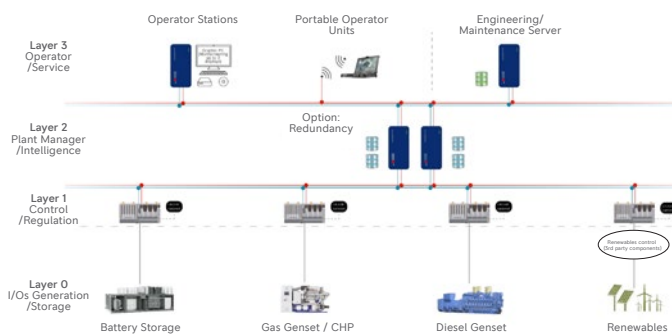 Operator Stations
Portable Operator
Units
Engineering/
Maintenance Server
Layer 3
Operator
/Service
Option:
Redundancy
Layer 2
Plant Manager
/Intelligence
Layer 1
Control
/Regulation
Renewables control
(3rd party components)
Layer 0
I/Os Generation
/Storage
Battery Storage
Gas Genset / CHP
Diesel Genset
Renewables